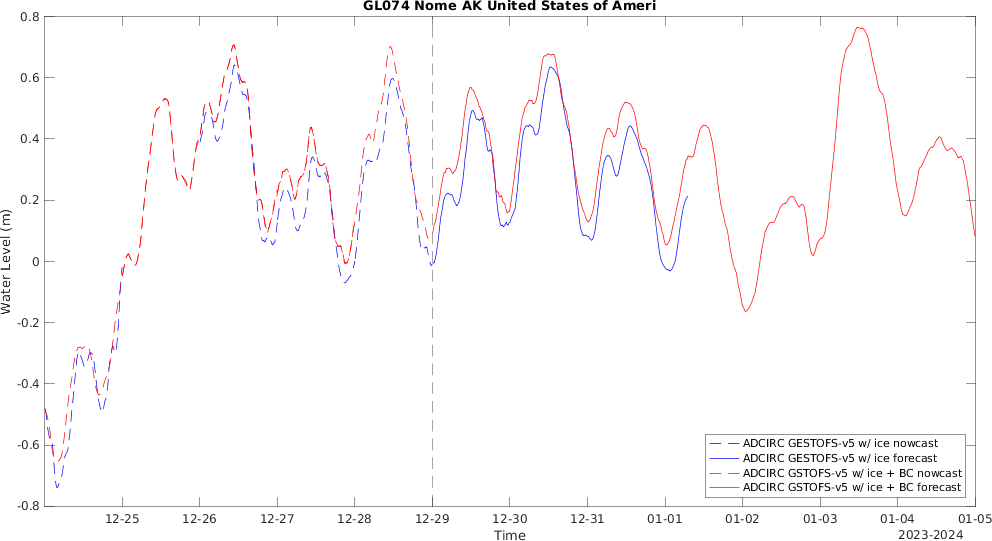 GL074 Nome AK United States of Ameri
Water Level (m)
0.8
0.6
0.4
0.2
0
-0.2
-0.4
-0.6
-0.8
ADCIRC GESTOFS-v5 w/ ice nowcast
ADCIRC GESTOFS-v5 w/ ice forecast
ADCIRC GSTOFS-v5 w/ ice + BC nowcast
ADCIRC GSTOFS-v5 w/ ice + BC forecast
12-25 12-26 12-27 12-28 12-29 12-30 12-31 01-01 01-02 01-03 01-04 01-05
Time
2023-2024